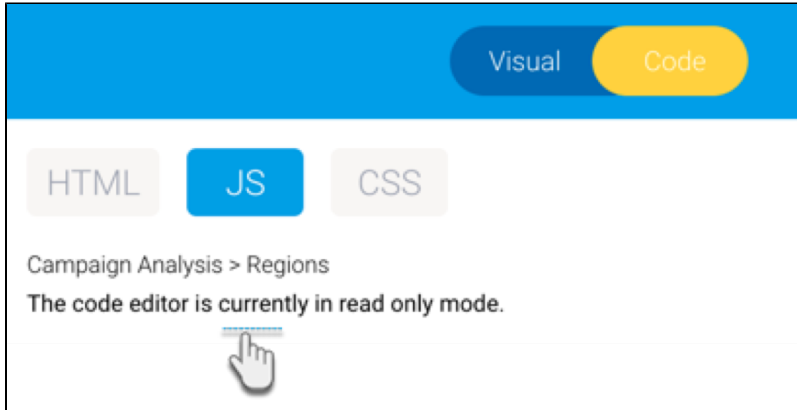 Visual Code
HTML JS CSS
Campaign Analysis > Regions
The code editor is currently in read only mode.